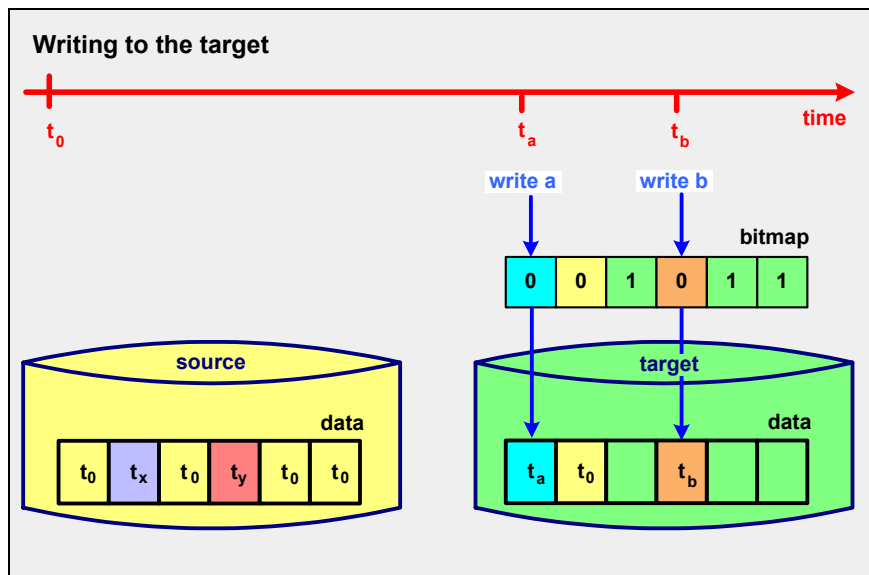 Writing to the target
time
t0 ta tb
write a write b
bitmap
0 0 1 0 1 1
source target
data data
t0 tx t0 ty t0 t0 ta t0 tb